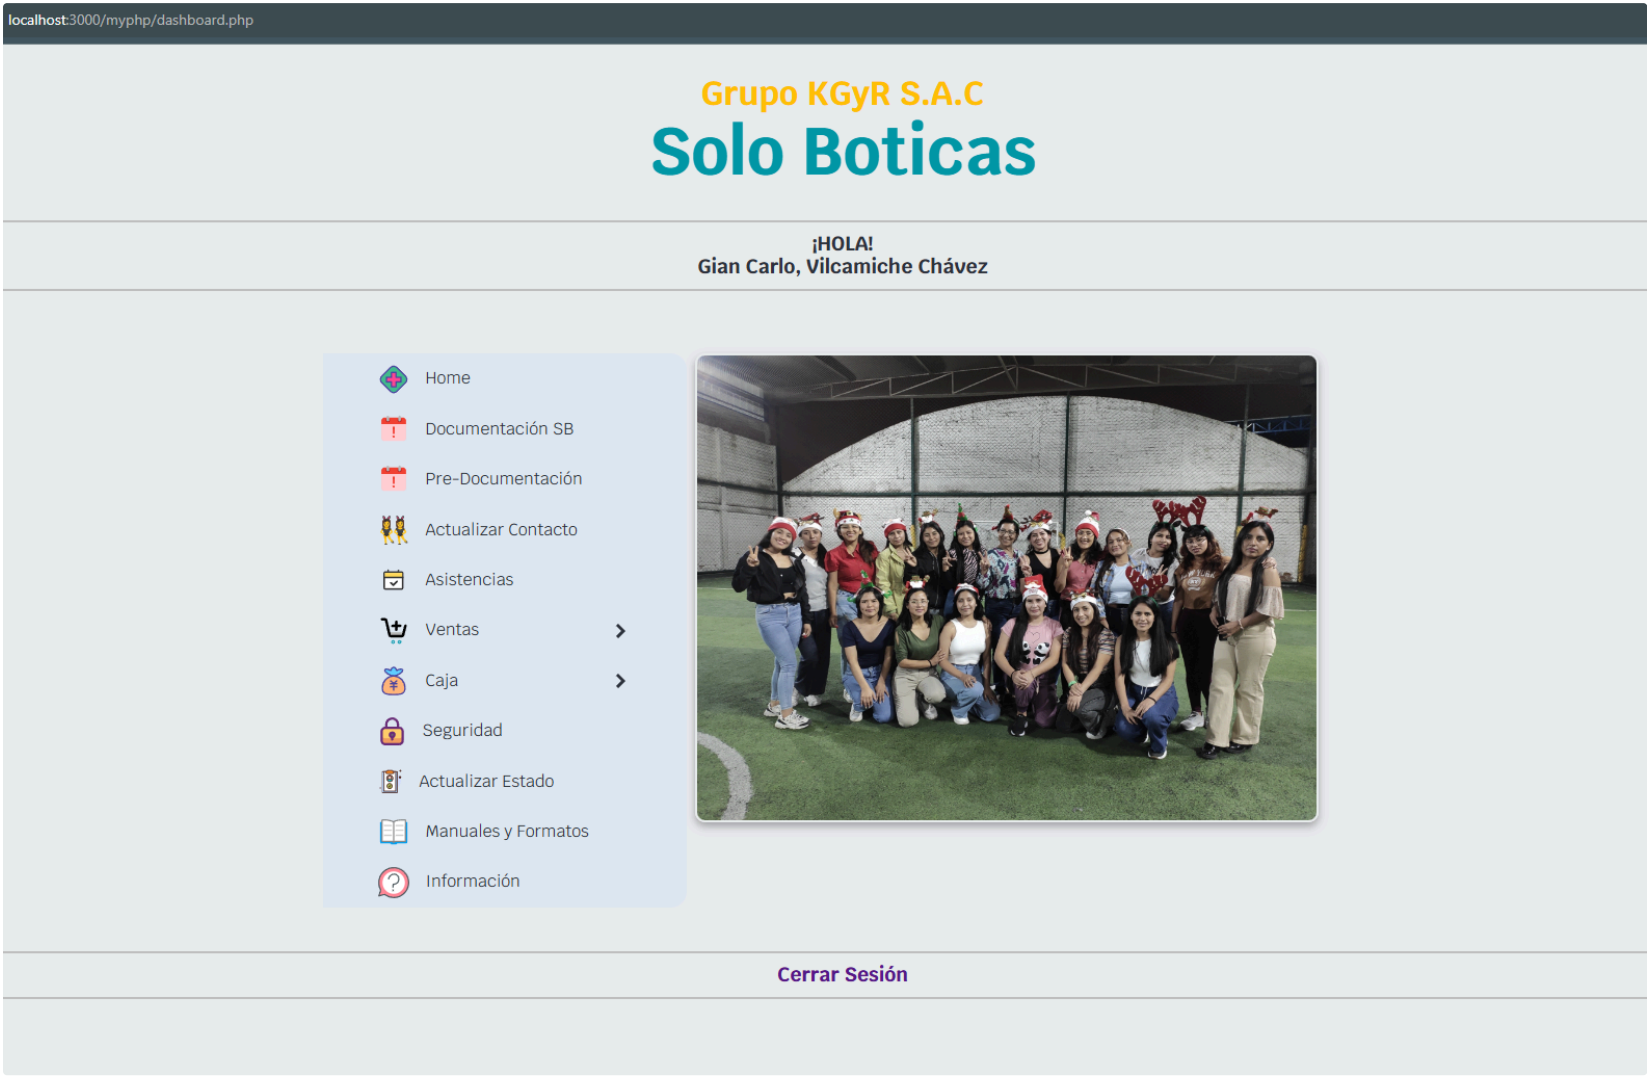 localhost:3000/myphp/dashboard.php
Grupo KGyR S.A.C
Solo Boticas
¡HOLA!
Gian Carlo, Vilcamiche Chávez
Home
Documentación SB
Pre-Documentación
Actualizar Contacto
Asistencias
Ventas
Caja
Seguridad
Actualizar Estado
Manuales y Formatos
Información
Cerrar Sesión